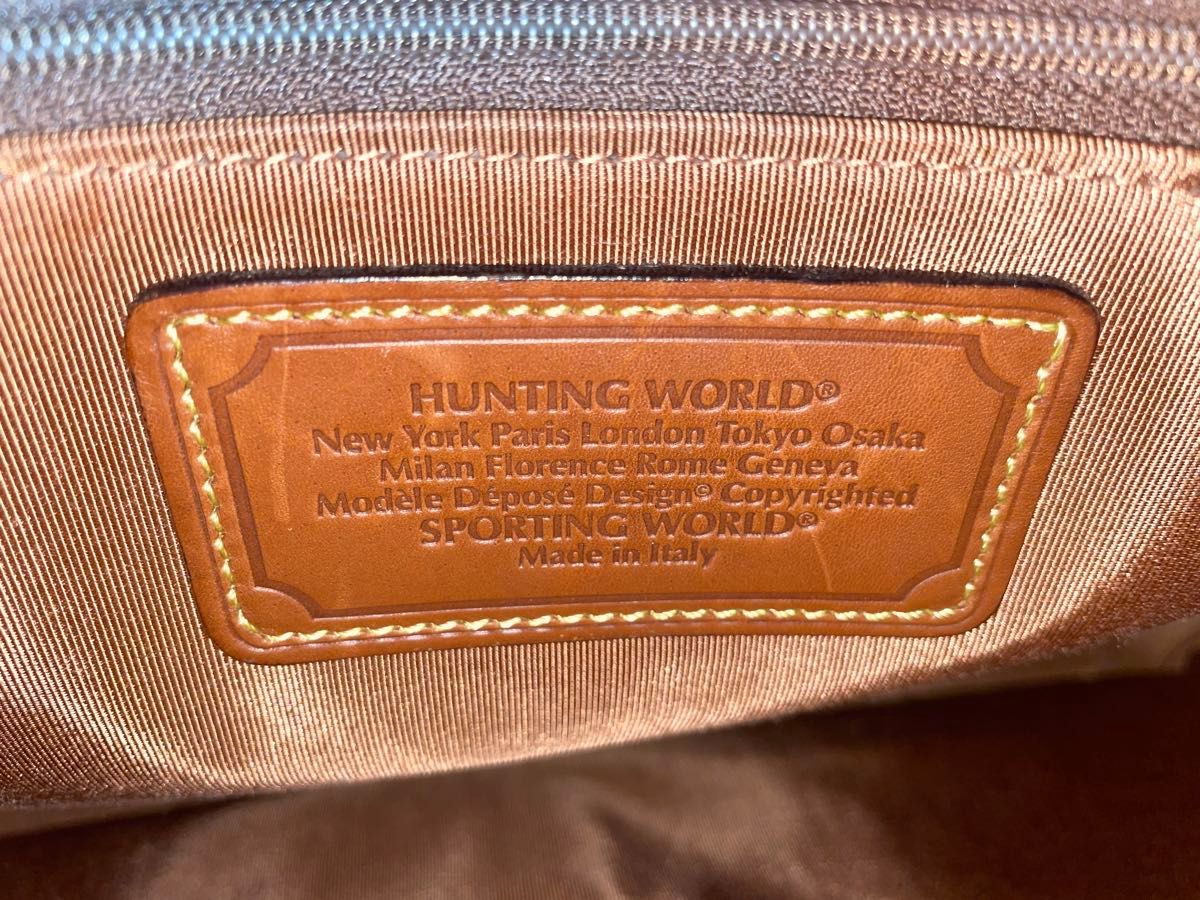 HUNTING WORLD®
New York Paris London Tokyo Osaka
Milan Florence Rome Geneva
Modèle Déposé Design© Copyrighted
SPORTING WORLD®
Made in Italy